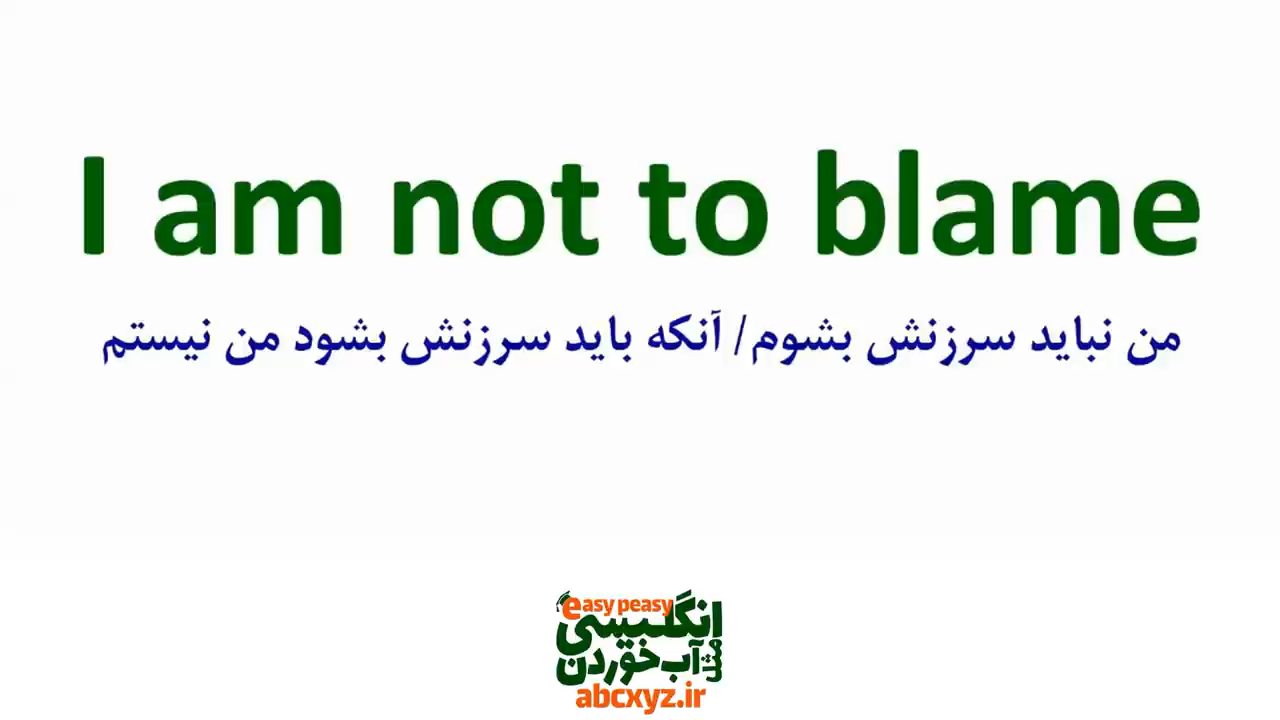 I am not to blame
من نباید سرزنش بشوم/ آنکه باید سرزنش بشود من نیستم
easy peasy
انگلیسی
مثل آب خوردن
abcxyz.ir